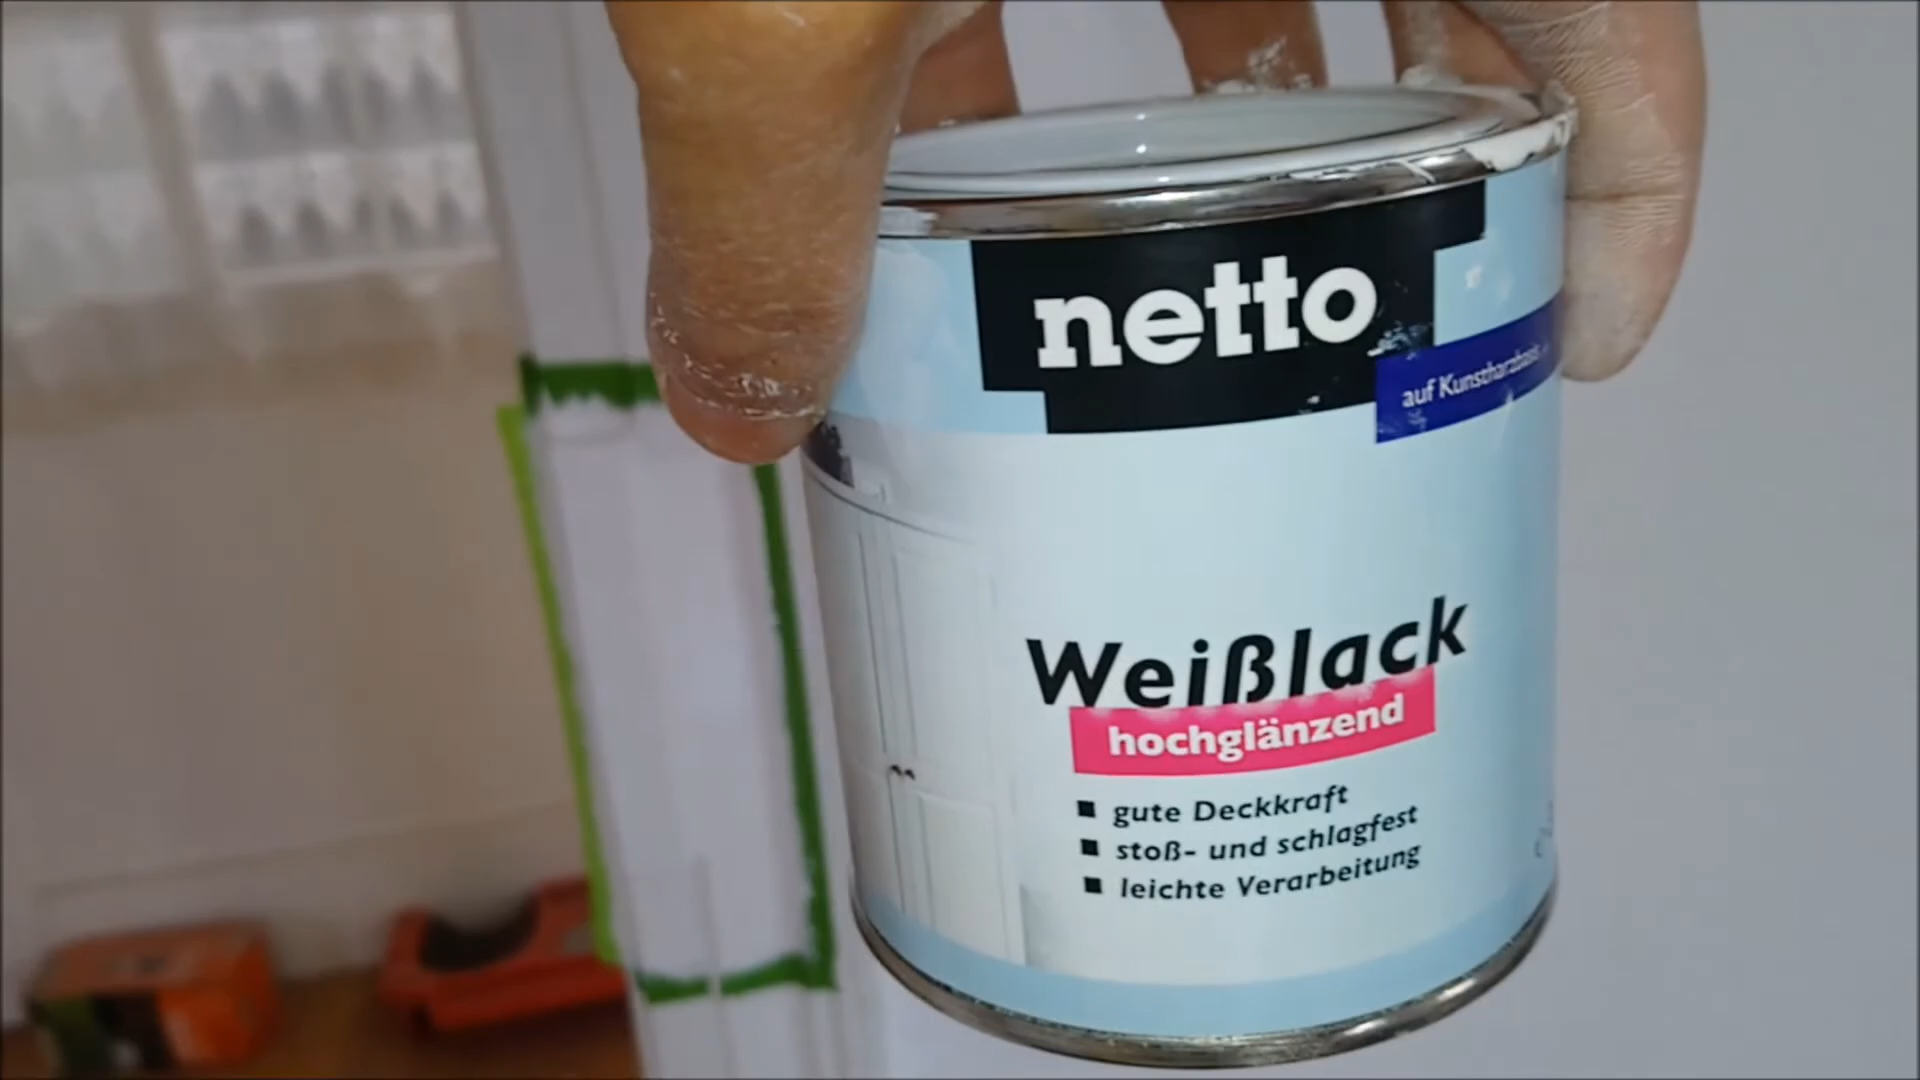 netto
auf Kunstharzbasis
Weißlack
hochglänzend
gute Deckkraft
stoß- und schlagfest
leichte Verarbeitung